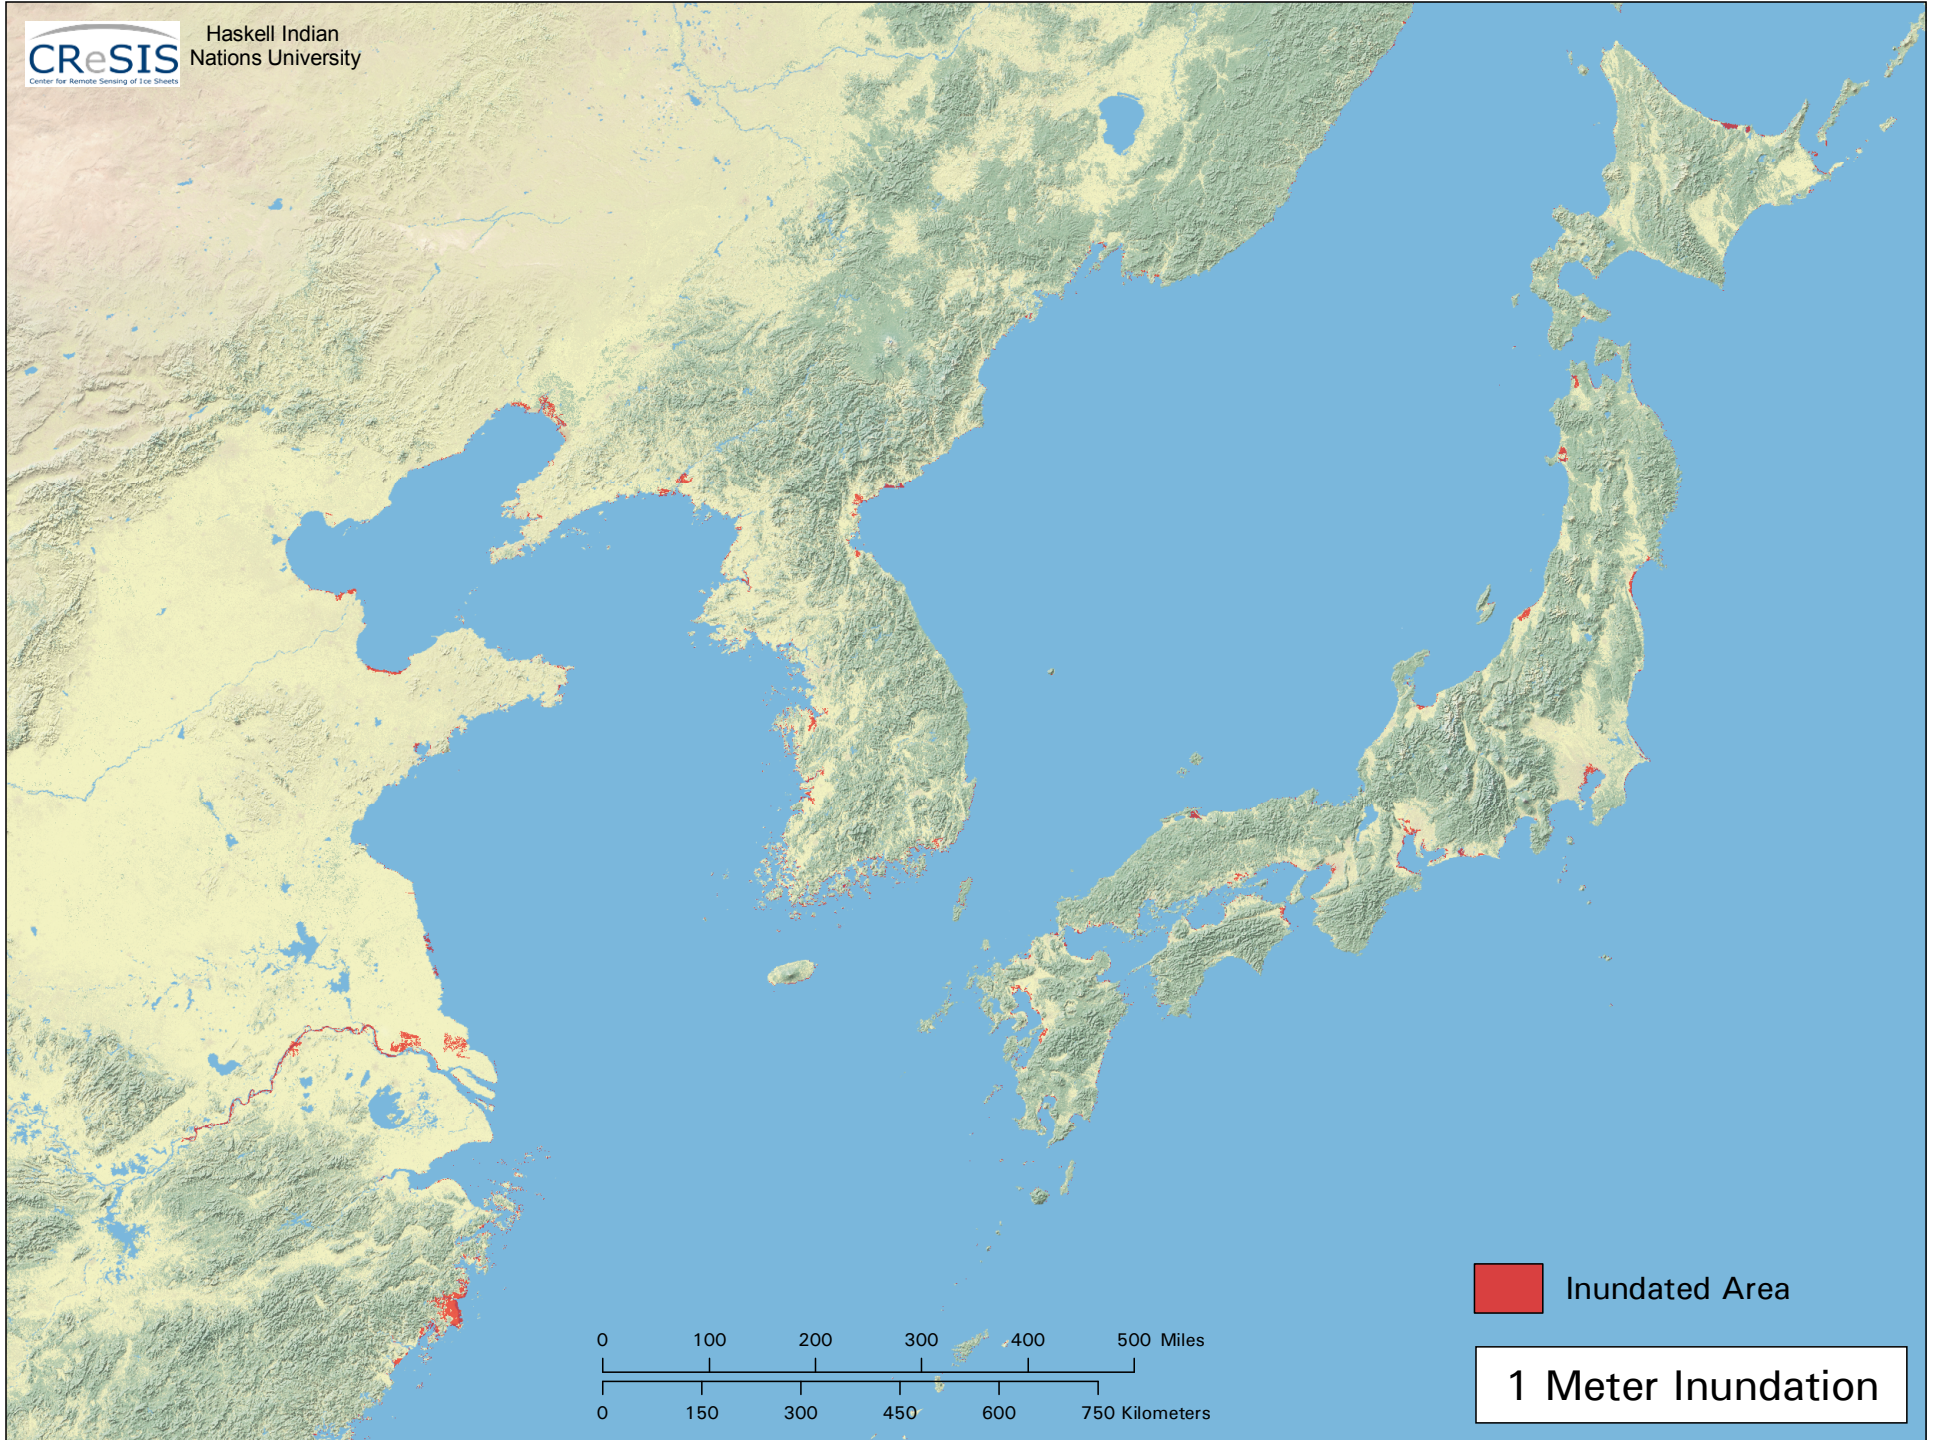 CReSIS
Center for Remote Sensing of Ice Sheets
Haskell Indian
Nations University
Inundated Area
0 100 200 300 400 500 Miles
0 150 300 450 600 750 Kilometers
1 Meter Inundation